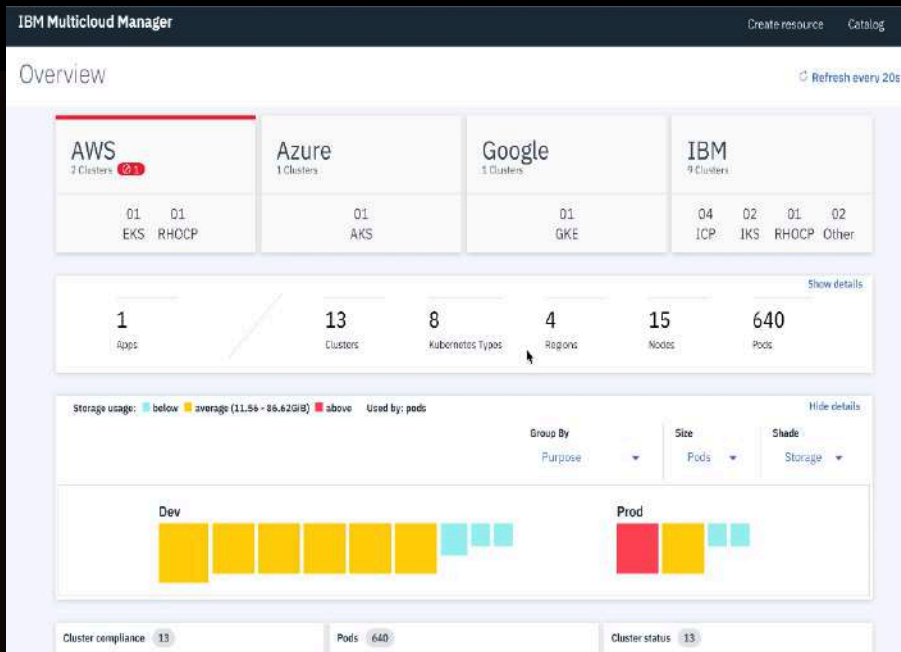 IBM Multicloud Manager Create resource Catalog
Overview Refresh every 20s
AWS Azure Google IBM
2 Clusters 1 1 Clusters 1 Clusters 9 Clusters
01 01 01 01 04 02 01 02
EKS RHOCP AKS GKE ICP IKS RHOCP Other
Show details
1 13 8 4 15 640
Apps Clusters Kubernetes Types Regions Nodes Pods
Storage usage: below average (11.56 - 86.62GiB) above Used by: pods Hide details
Group By Size Shade
Purpose Pods Storage
Dev Prod
Cluster compliance 13 Pods 640 Cluster status 13